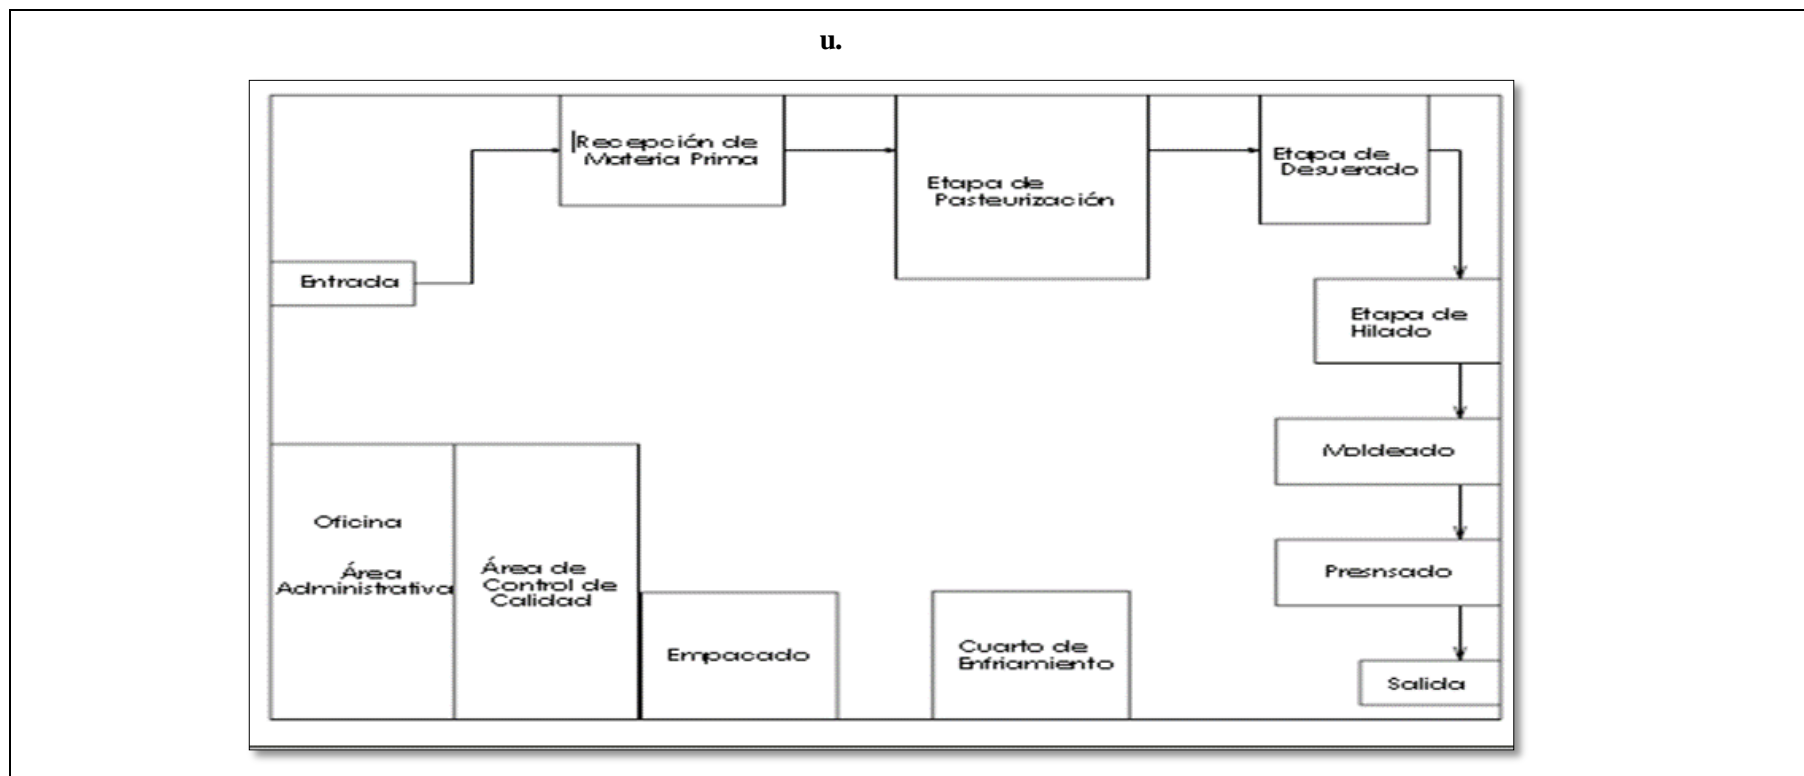 u.
Recepción de
Materia Prima
Etapa de
Pasteurización
Etapa de
Desuerado
Entrada
Etapa de
Hilado
Moldeado
Oficina
Área
Administrativa
Área de
Control de
Calidad
Presnsado
Empacado
Cuarto de
Enfriamiento
Salida